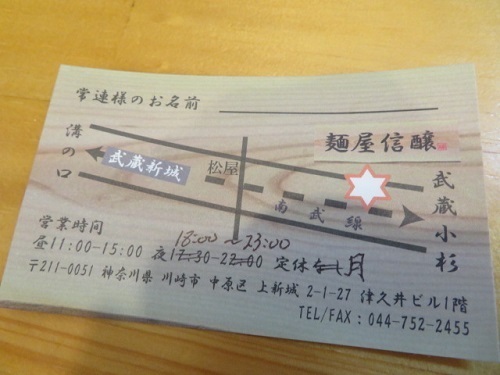 常連様のお名前
麺屋信醸
溝の口
武蔵新城
松屋
南武線
武蔵小杉
営業時間
18:00~23:00
昼11:00-15:00 夜17:30-22:00 定休なし月
〒211-0051 神奈川県 川崎市 中原区 上新城 2-1-27 津久井ビル1階
TEL/FAX:044-752-2455